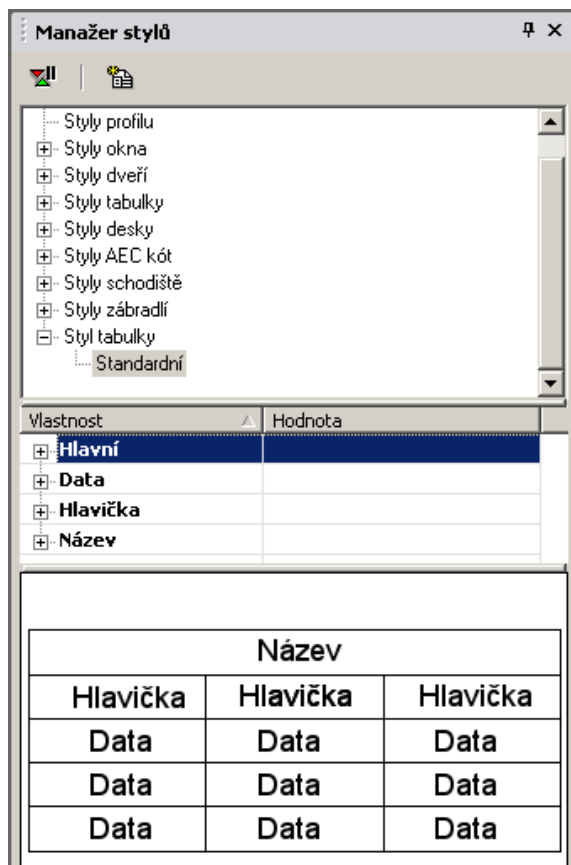 Manažer stylů
Styly profilu
Styly okna
Styly dveří
Styly tabulky
Styly desky
Styly AEC kót
Styly schodiště
Styly zábradlí
Styl tabulky
Standardní
Vlastnost Hodnota
Hlavní
Data
Hlavička
Název
Název
Hlavička Hlavička Hlavička
Data Data Data
Data Data Data
Data Data Data